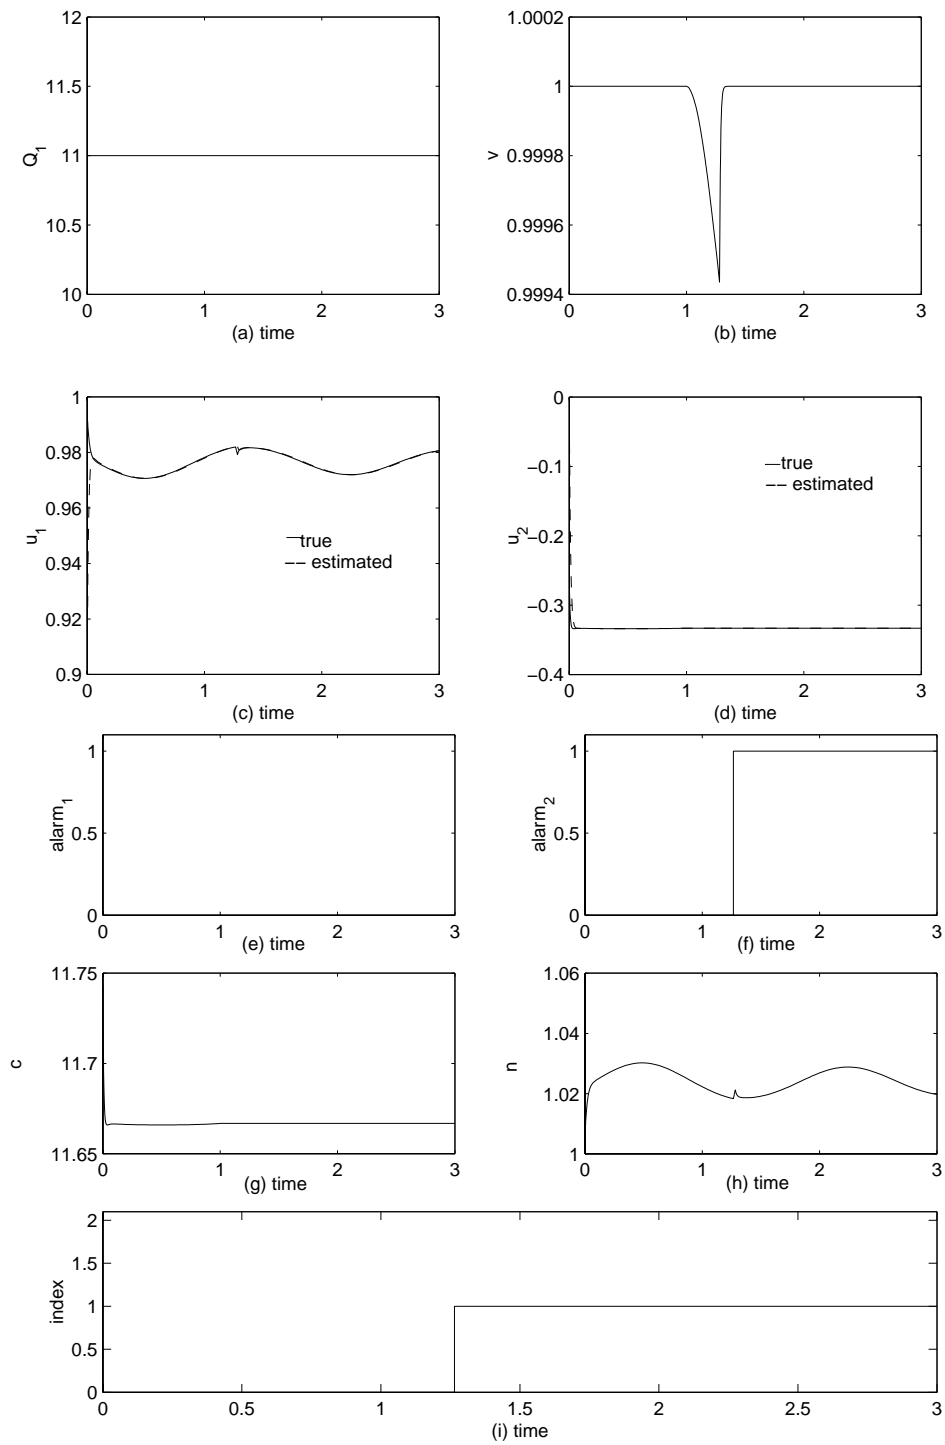 12
11.5
11
10.5
10
Q1
0 1 2 3
(a) time
1.0002
1
0.9998
0.9996
0.9994
v
0 1 2 3
(b) time
1
0.98
0.96
0.94
0.92
0.9
u1
true
estimated
0 1 2 3
(c) time
0
−0.1
−0.2
−0.3
−0.4
u2
true
estimated
0 1 2 3
(d) time
1
0.5
0
alarm1
0 1 2 3
(e) time
1
0.5
0
alarm2
0 1 2 3
(f) time
11.75
11.7
11.65
c
0 1 2 3
(g) time
1.06
1.04
1.02
1
n
0 1 2 3
(h) time
2
1.5
1
0.5
0
index
0 0.5 1 1.5 2 2.5 3
(i) time